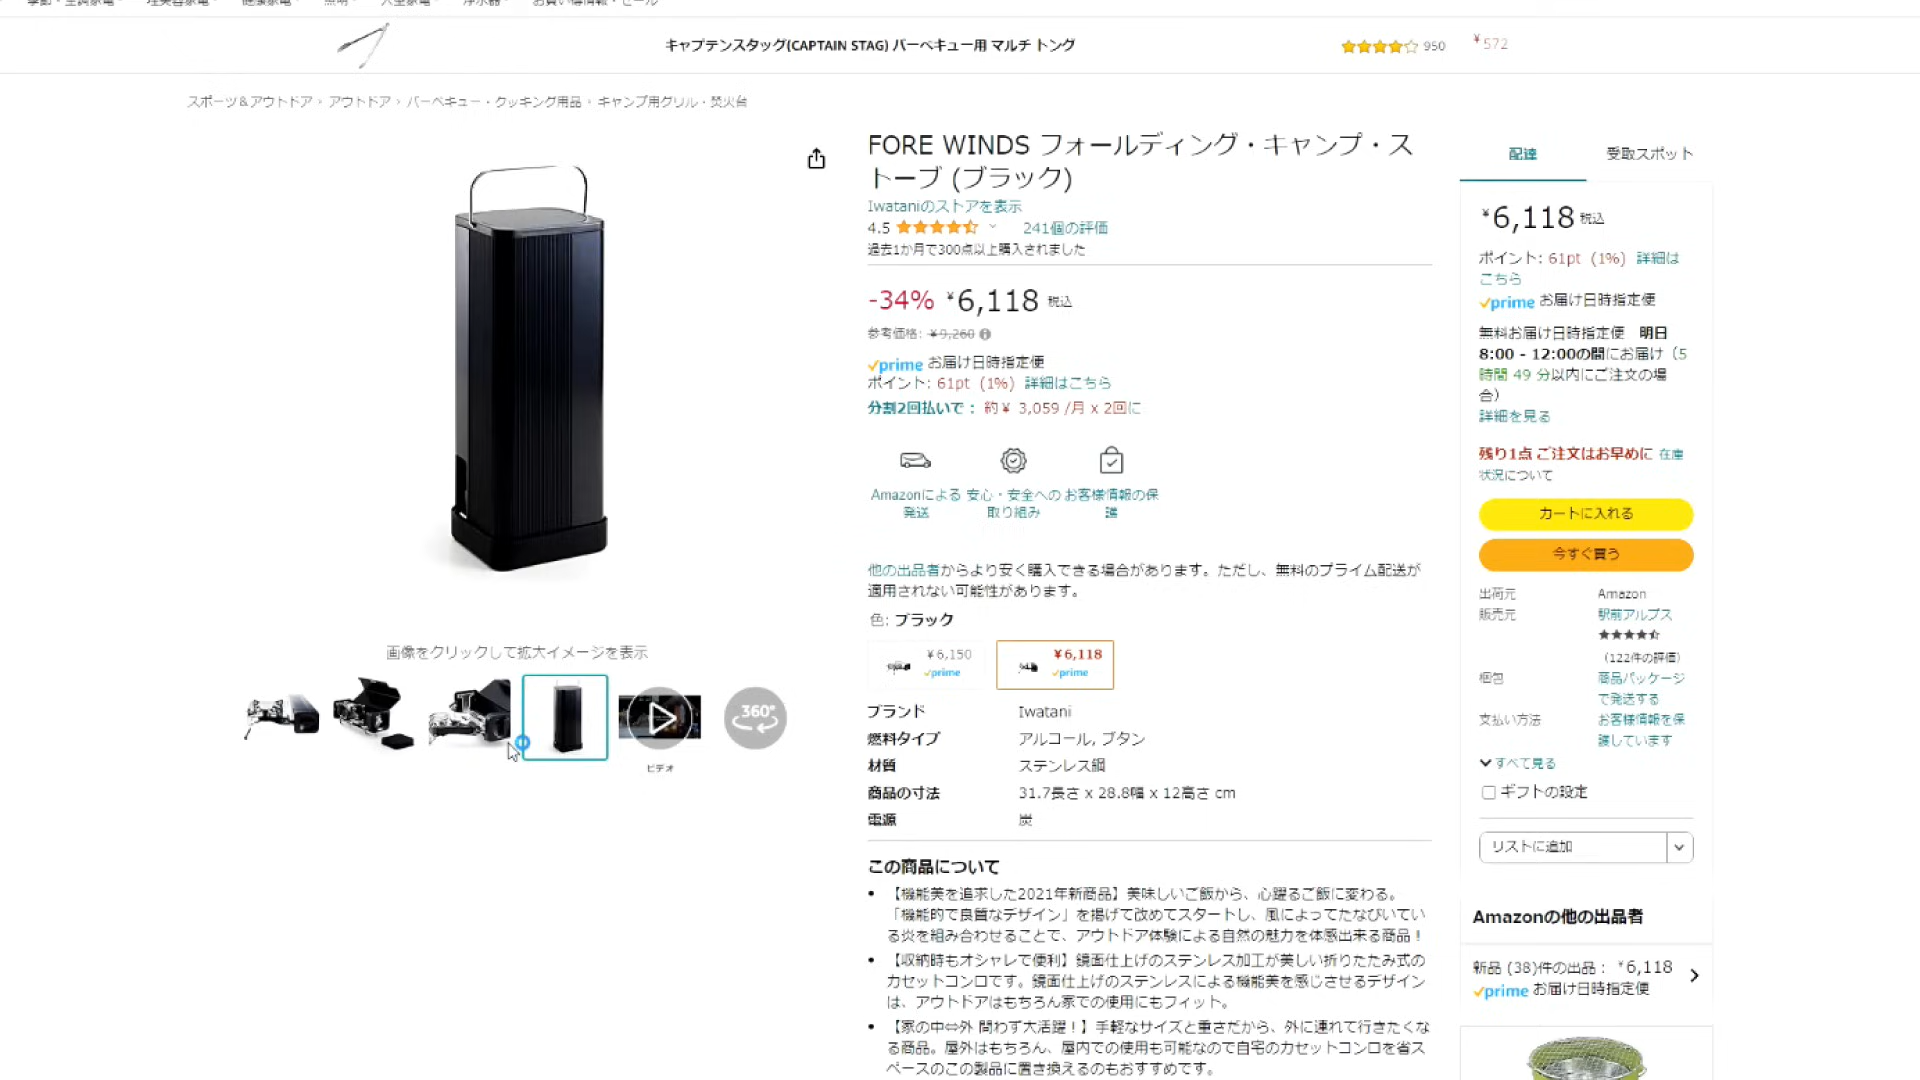 キャプテンスタッグ(CAPTAIN STAG) バーベキュー用 マルチ トング
950
¥572
スポーツ＆アウトドア › アウトドア › バーベキュー・クッキング用品 › キャンプ用グリル・焚火台
FORE WINDS フォールディング・キャンプ・ス
トーブ (ブラック)
Iwataniのストアを表示
4.5
241個の評価
過去1か月で300点以上購入されました
-34% ¥6,118 税込
参考価格: ¥9,260
prime お届け日時指定便
ポイント: 61pt (1%) 詳細はこちら
分割2回払いで： 約¥ 3,059 /月 x 2回に
Amazonによる
発送
安心・安全への
取り組み
お客様情報の保
護
他の出品者からより安く購入できる場合があります。ただし、無料のプライム配送が
適用されない可能性があります。
色: ブラック
¥6,150
prime
¥6,118
prime
ブランド Iwatani
燃料タイプ アルコール, ブタン
材質 ステンレス鋼
商品の寸法 31.7長さ x 28.8幅 x 12高さ cm
電源 炭
この商品について
【機能美を追求した2021年新商品】美味しいご飯から、心躍るご飯に変わる。
「機能的で良質なデザイン」を掲げて改めてスタートし、風によってたなびいてい
る炎を組み合わせることで、アウトドア体験による自然の魅力を体感出来る商品！
【収納時もオシャレで便利】鏡面仕上げのステンレス加工が美しい折りたたみ式の
カセットコンロです。鏡面仕上げのステンレスによる機能美を感じさせるデザイン
は、アウトドアはもちろん家での使用にもフィット。
【家の中⇔外 問わず大活躍！】手軽なサイズと重さだから、外に連れて行きたくな
る商品。屋外はもちろん、屋内での使用も可能なので自宅のカセットコンロを省ス
ペースのこの製品に置き換えるのもおすすめです。
画像をクリックして拡大イメージを表示
ビデオ
360°
配達
受取スポット
¥6,118 税込
ポイント: 61pt (1%) 詳細は
こちら
prime お届け日時指定便
無料お届け日時指定便 明日
8:00 - 12:00の間にお届け（5
時間 49 分以内にご注文の場
合）
詳細を見る
残り1点 ご注文はお早めに 在庫
状況について
カートに入れる
今すぐ買う
出荷元 Amazon
販売元 駅前アルプス
（122件の評価）
梱包 商品パッケージ
で発送する
支払い方法 お客様情報を保
護しています
すべて見る
ギフトの設定
リストに追加
Amazonの他の出品者
新品 (38)件の出品： ¥6,118
prime お届け日時指定便